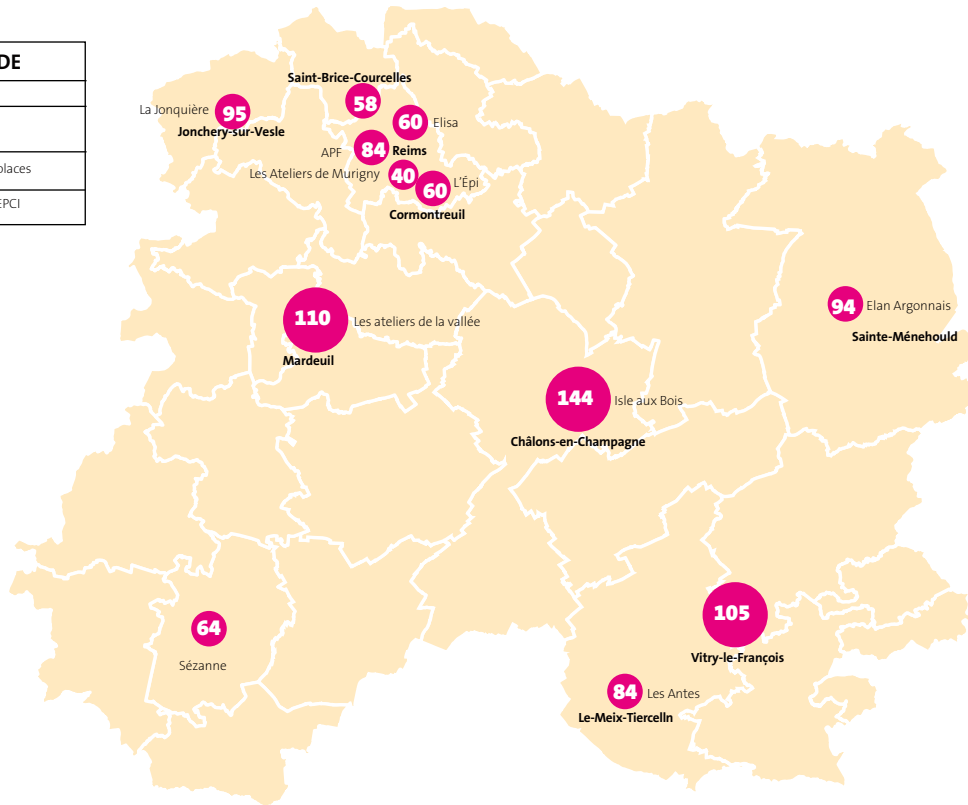 DE
places
EPCI
Saint-Brice-Courcelles
58
La Jonquière
95
Jonchery-sur-Vesle
60
Elisa
APF
84
Reims
Les Ateliers de Murigny
40
60
L'Épi
Cormontreuil
110
Les ateliers de la vallée
Mardeuil
94
Elan Argonnais
Sainte-Ménehould
144
Isle aux Bois
Châlons-en-Champagne
64
Sézanne
105
Vitry-le-François
84
Les Antes
Le-Meix-Tiercelln